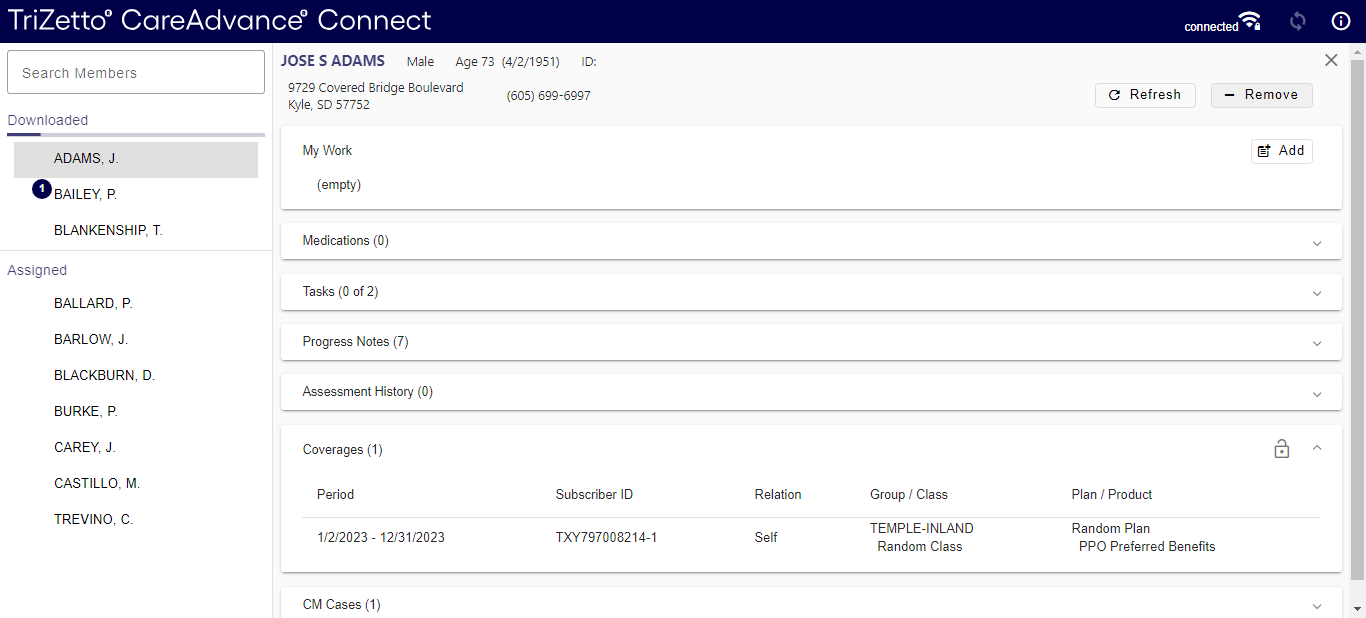 TriZetto® CareAdvance® Connect
connected
Search Members
Downloaded
ADAMS, J.
1
BAILEY, P.
BLANKENSHIP, T.
Assigned
BALLARD, P.
BARLOW, J.
BLACKBURN, D.
BURKE, P.
CAREY, J.
CASTILLO, M.
TREVINO, C.
JOSE S ADAMS Male Age 73 (4/2/1951) ID:
9729 Covered Bridge Boulevard
Kyle, SD 57752
(605) 699-6997
Refresh
Remove
My Work
Add
(empty)
Medications (0)
Tasks (0 of 2)
Progress Notes (7)
Assessment History (0)
Coverages (1)
Period Subscriber ID Relation Group / Class Plan / Product
1/2/2023 - 12/31/2023 TXY797008214-1 Self
TEMPLE-INLAND
Random Class
Random Plan
PPO Preferred Benefits
CM Cases (1)